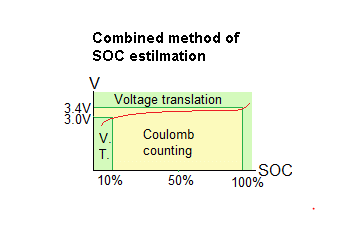 Combined method of
SOC estilmation
V
Voltage translation
3.4V
3.0V
V.
T.
Coulomb
counting
SOC
10%
50%
100%